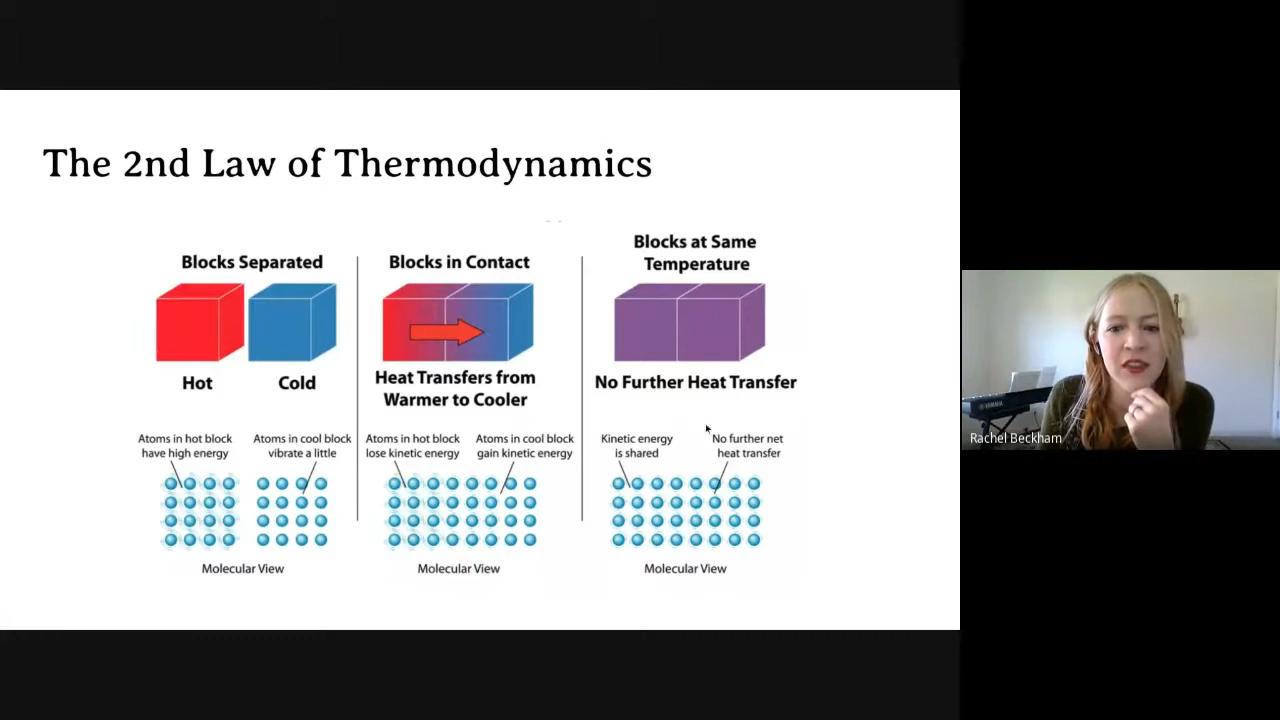 The 2nd Law of Thermodynamics
Blocks Separated
Hot
Cold
Atoms in hot block
have high energy
Atoms in cool block
vibrate a little
Molecular View
Blocks in Contact
Heat Transfers from
Warmer to Cooler
Atoms in hot block
lose kinetic energy
Atoms in cool block
gain kinetic energy
Molecular View
Blocks at Same
Temperature
No Further Heat Transfer
Kinetic energy
is shared
No further net
heat transfer
Molecular View
YAMAHA
Rachel Beckham